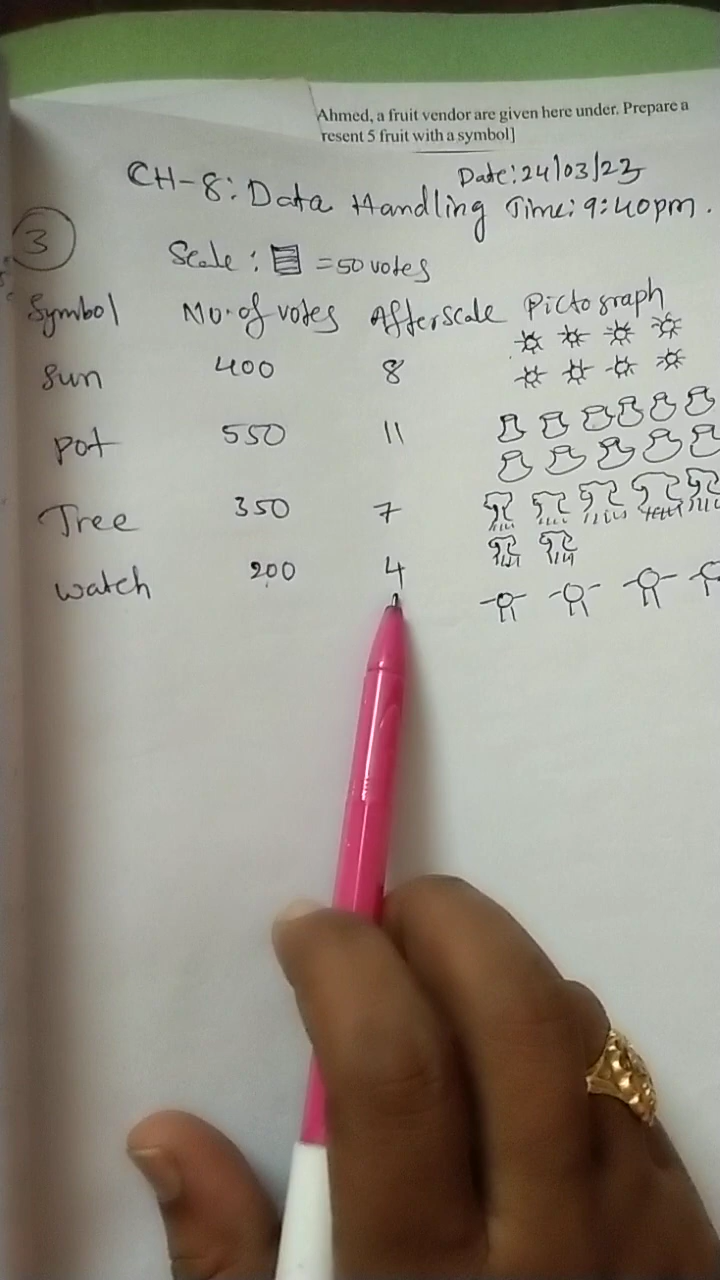 Ahmed, a fruit vendor are given here under. Prepare a
resent 5 fruit with a symbol]
CH-8: Data Handling
Date: 24/03/23
Time: 9:40pm.
3
Scale: = 50 votes
Symbol No. of votes After scale Pictograph
Sun 400 8
Pot 550 11
Tree 350 7
Watch 200 4